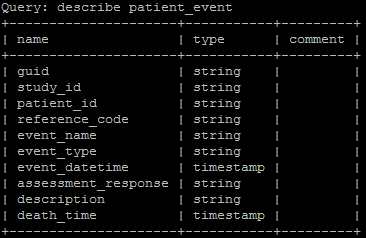 Query: describe patient_event
+---------------------+-----------+---------+
| name                | type      | comment |
+---------------------+-----------+---------+
| guid                | string    |         |
| study_id            | string    |         |
| patient_id          | string    |         |
| reference_code      | string    |         |
| event_name          | string    |         |
| event_type          | string    |         |
| event_datetime      | timestamp |         |
| assessment_response | string    |         |
| description         | string    |         |
| death_time          | timestamp |         |
+---------------------+-----------+---------+